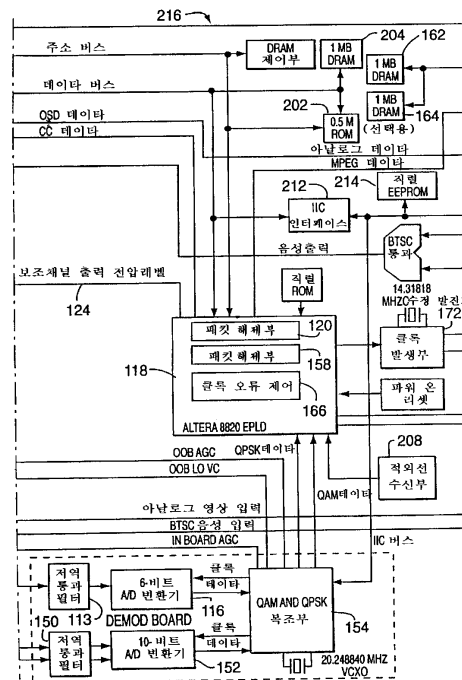 216
204
162
주소 버스
DRAM
제어부
1 MB
DRAM
1 MB
DRAM
데이타 버스
202
1 MB
DRAM
164
OSD 데이타
0.5 M
ROM
(선택용)
CC 데이타
아날로그 데이타
MPEG 데이타
212
214
직렬
EEPROM
IIC
인터페이스
음성출력
BTSC
통과
보조채널 출력 전압레벨
124
직렬
ROM
14.31818
MHZ수정 발진
172
패킷 해제부
120
클록
발생부
패킷 해제부
158
118
클록 오류 제어
166
파워 온
리셋
ALTERA 8820 EPLD
OOB AGC
QPSK데이타
208
OOB LO VC
QAM데이타
적외선
수신부
아날로그 영상 입력
BTSC 음성 입력
IN BOARD AGC
IIC 버스
저역
통과
필터
6-비트
A/D 변환기
클록
데이타
QAM AND QPSK
복조부
113
DEMOD BOARD
116
154
150
저역
통과
필터
10-비트
A/D 변환기
클록
데이타
152
20.248840 MHZ
VCXO